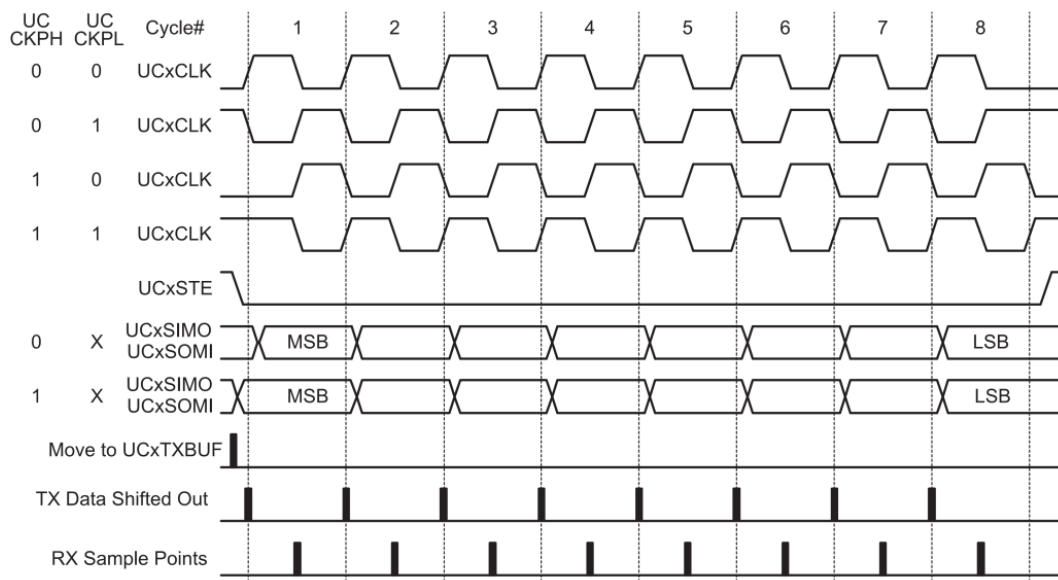 UC UC
CKPH CKPL Cycle# 1 2 3 4 5 6 7 8
0 0 UCxCLK
0 1 UCxCLK
1 0 UCxCLK
1 1 UCxCLK
UCxSTE
0 X UCxSIMO
UCxSOMI MSB LSB
1 X UCxSIMO
UCxSOMI MSB LSB
Move to UCxTXBUF
TX Data Shifted Out
RX Sample Points